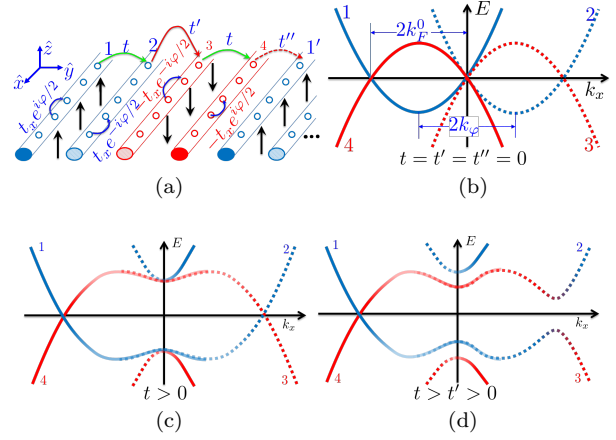 ẑ
ŷ
x̂
1
t
2
t'
3
t
4
t''
1'
t_x e^{iφ/2}
t_x e^{-iφ/2}
-t_x e^{-iφ/2}
-t_x e^{iφ/2}
...
(a)
1
2k_F^0
E
2
k_x
2k_φ
4
t = t' = t'' = 0
3
(b)
1
E
2
k_x
4
3
t > 0
(c)
1
E
2
k_x
4
3
t > t' > 0
(d)